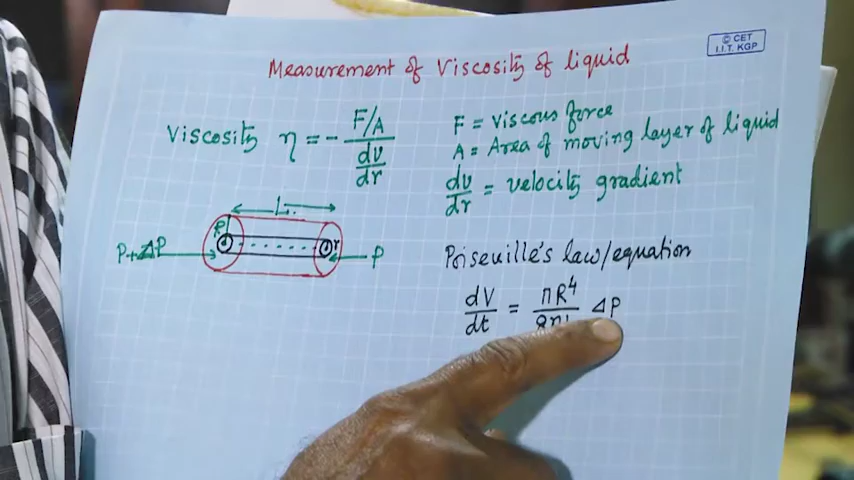 © CET
I.I.T. KGP
Measurement of Viscosity of liquid
Viscosity η = - F/A / dv/dr
F = Viscous force
A = Area of moving layer of liquid
dv/dr = velocity gradient
L
R
P+ΔP
r
P
Poiseuille's law/equation
dV/dt = πR⁴ / 8ηL ΔP